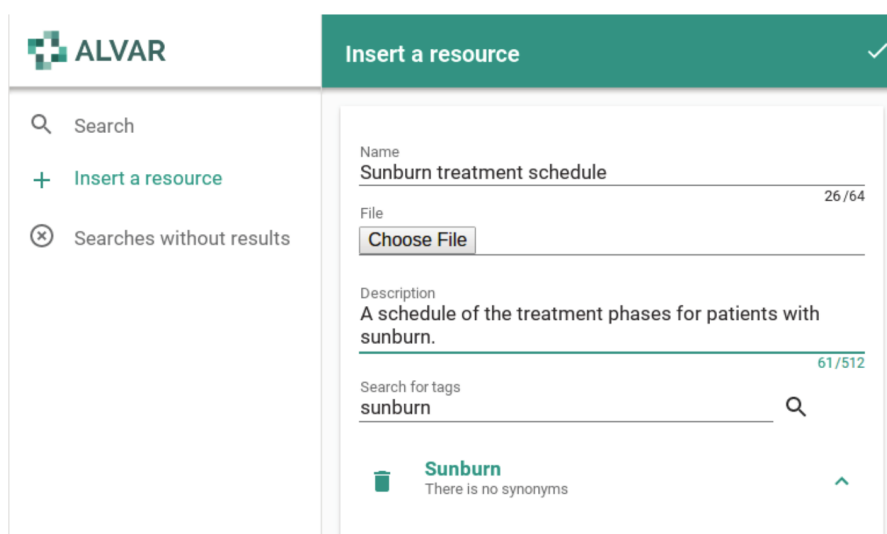 ALVAR
Insert a resource
Search
Insert a resource
Searches without results
Name
Sunburn treatment schedule
26/64
File
Choose File
Description
A schedule of the treatment phases for patients with
sunburn.
61/512
Search for tags
sunburn
Sunburn
There is no synonyms